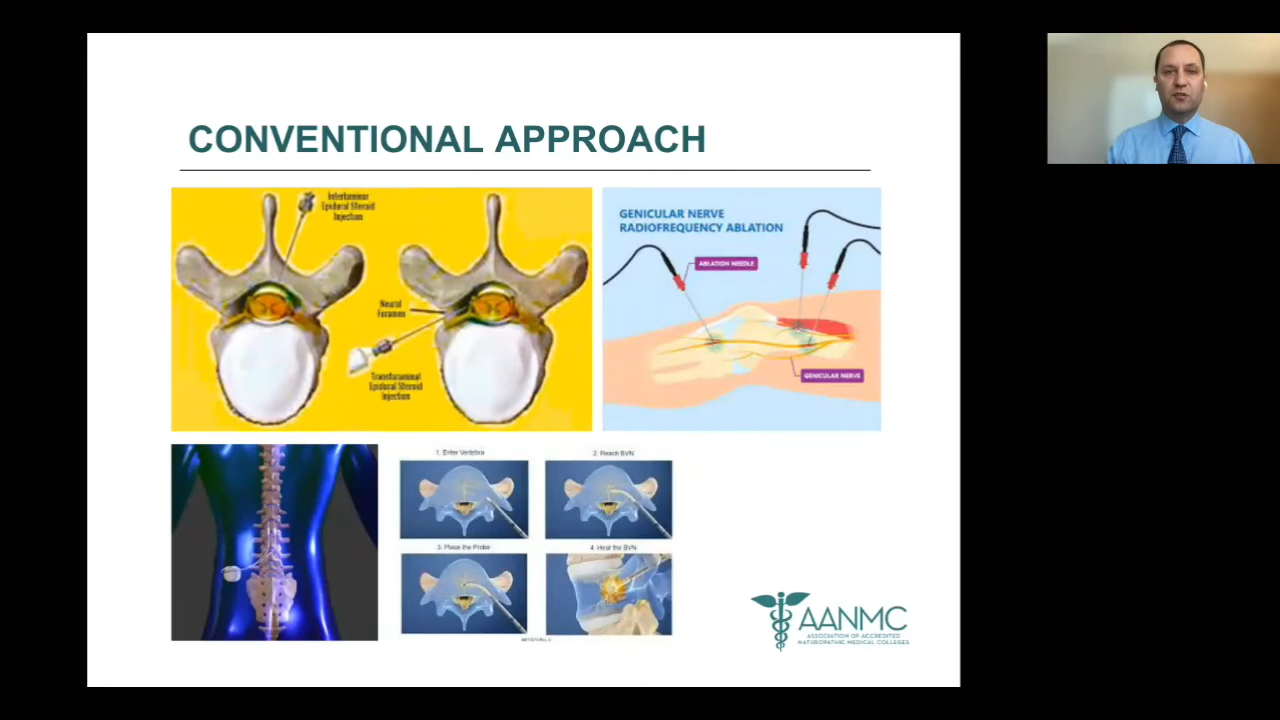 CONVENTIONAL APPROACH
Interlaminar
Epidural Steroid
Injection
Neural
Foramen
Transforaminal
Epidural Steroid
Injection
GENICULAR NERVE
RADIOFREQUENCY ABLATION
ABLATION NEEDLE
GENICULAR NERVE
1. Enter Vertebra
2. Reach BVN
3. Place the Probe
4. Heat the BVN
AANMC
ASSOCIATION OF ACCREDITED
NATUROPATHIC MEDICAL COLLEGES